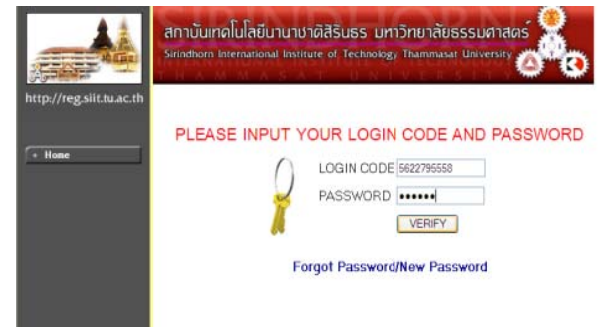 สถาบันเทคโนโลยีนานาชาติสิรินธร มหาวิทยาลัยธรรมศาสตร์
Sirindhorn International Institute of Technology Thammasat University
THAMMASAT UNIVERSITY
http://reg.siit.tu.ac.th
Home
PLEASE INPUT YOUR LOGIN CODE AND PASSWORD
LOGIN CODE 5622795558
PASSWORD ••••••
VERIFY
Forgot Password/New Password